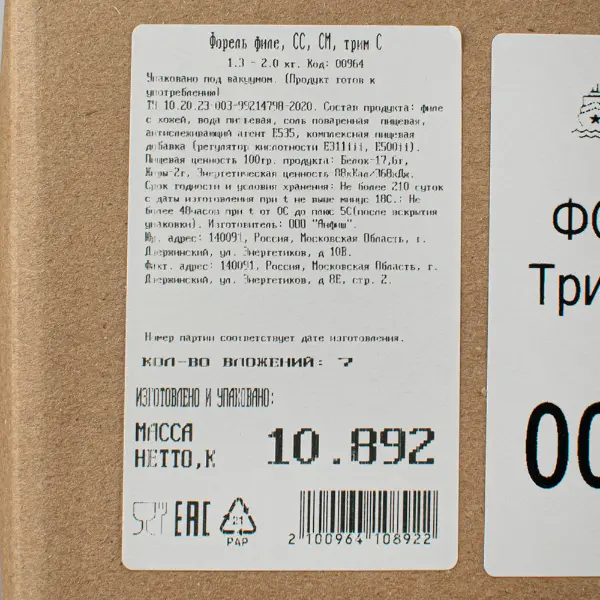 Форель филе, СС, СМ, трим С
1.3 - 2.0 кг. Код: 00964
Упаковано под вакуумом. (Продукт готов к
употреблению)
ТУ 10.20.23-003-99214798-2020. Состав продукта: филе
с кожей, вода питьевая, соль поваренная пищевая,
антислеживающий агент Е535, комплексная пищевая
добавка (регулятор кислотности Е311iii, Е500ii).
Пищевая ценность 100гр. продукта: Белок-17,6г,
Жиры-2г, Энергетическая ценность 88кКал/368кДж.
Срок годности и условия хранения: Не более 210 суток
с даты изготовления при t не выше минус 18С.; Не
более 48часов при t от 0С до плюс 5С(после вскрытия
упаковки). Изготовитель: ООО "Анфиш".
Юр. адрес: 140091, Россия, Московская Область, г.
Дзержинский, ул. Энергетиков, д 10В.
Факт. адрес: 140091, Россия, Московская Область, г.
Дзержинский, ул. Энергетиков, д 8Е, стр. 2.
Номер партии соответствует дате изготовления.
КОЛ-ВО ВЛОЖЕНИЙ: 7
ИЗГОТОВЛЕНО И УПАКОВАНО:
МАССА
НЕТТО,К
10.892
EAC
21
PAP
2 100964 108922
ФО
Три
00